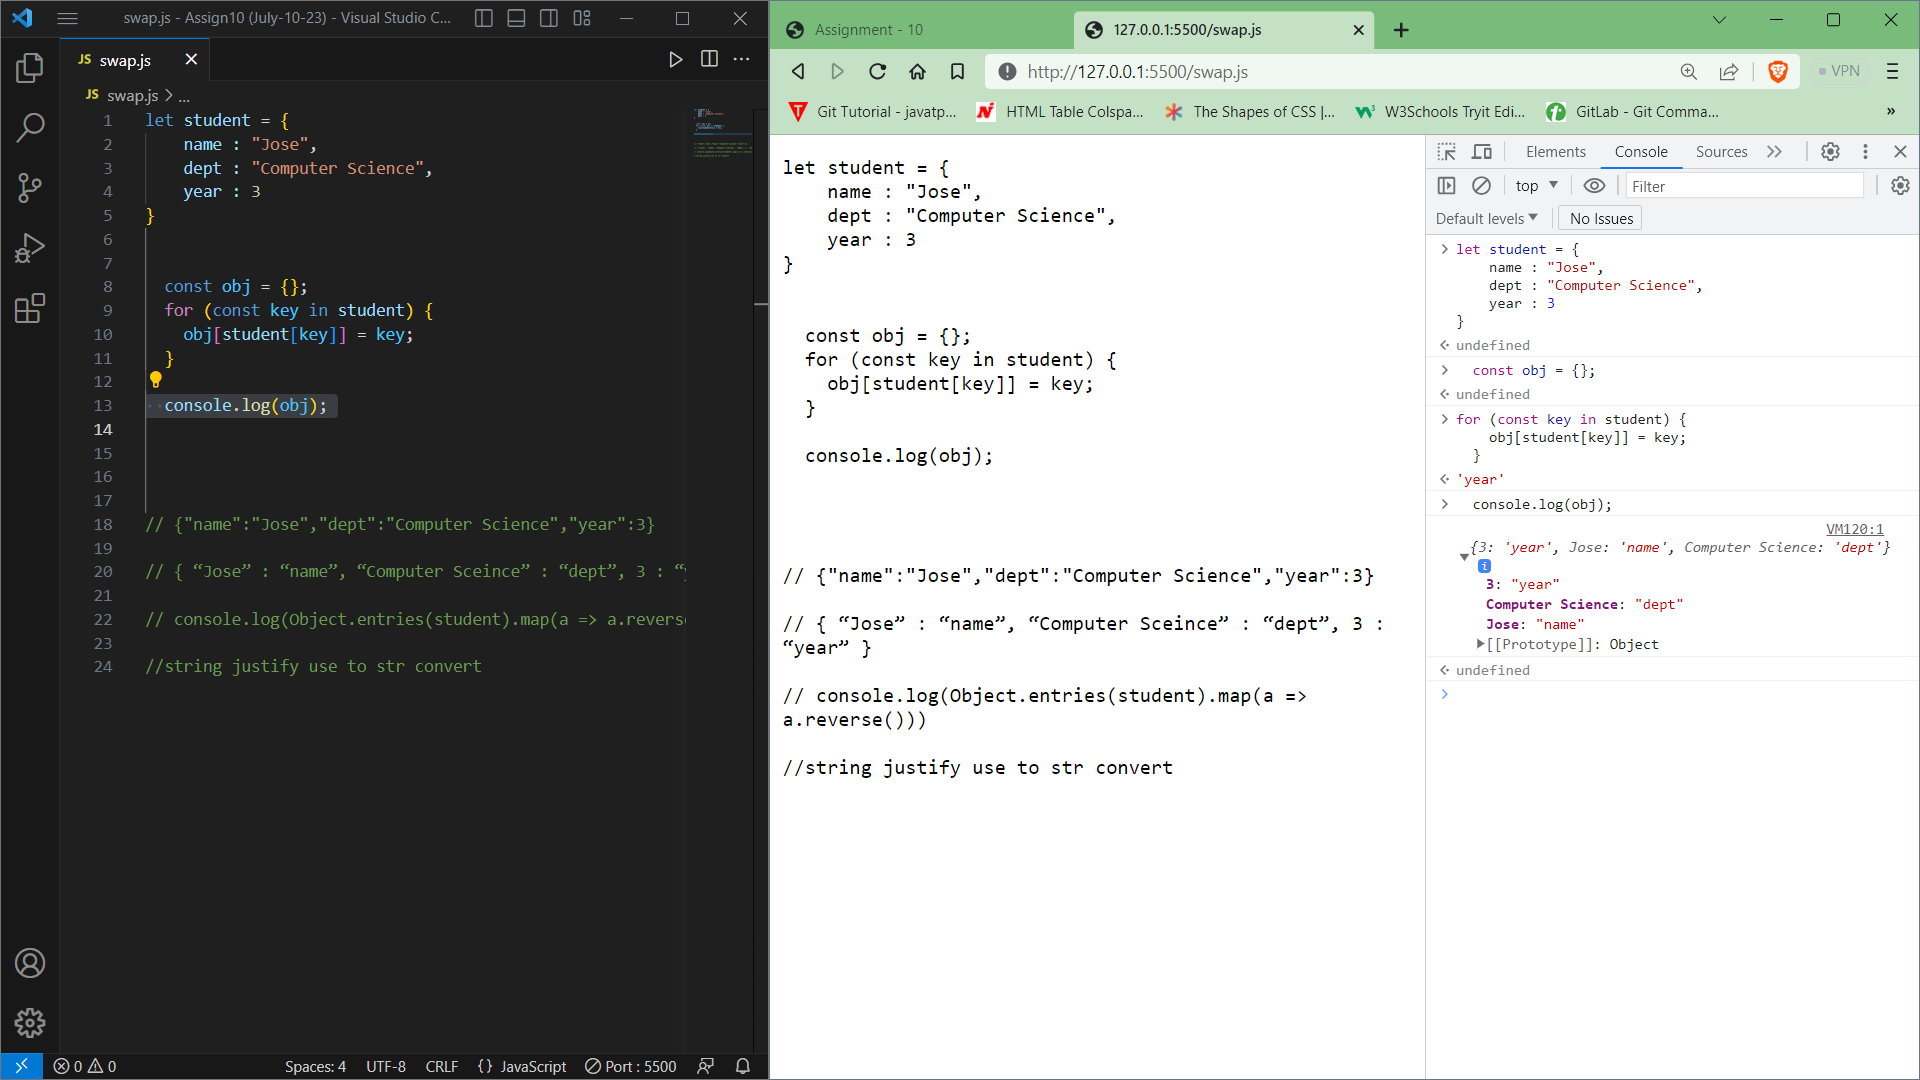 swap.js - Assign10 (July-10-23) - Visual Studio C...
JS swap.js
JS swap.js > ...
1 let student = {
2 name : "Jose",
3 dept : "Computer Science",
4 year : 3
5 }
6
7
8 const obj = {};
9 for (const key in student) {
10 obj[student[key]] = key;
11 }
12
13 console.log(obj);
14
15
16
17
18 // {"name":"Jose","dept":"Computer Science","year":3}
19
20 // { “Jose” : “name”, “Computer Sceince” : “dept”, 3 : “y
21
22 // console.log(Object.entries(student).map(a => a.revers
23
24 //string justify use to str convert
0 0 Spaces: 4 UTF-8 CRLF {} JavaScript Port : 5500
Assignment - 10
127.0.0.1:5500/swap.js
http://127.0.0.1:5500/swap.js
VPN
Git Tutorial - javatp...
HTML Table Colspa...
The Shapes of CSS |...
W3Schools Tryit Edi...
GitLab - Git Comma...
»
let student = {
name : "Jose",
dept : "Computer Science",
year : 3
}
const obj = {};
for (const key in student) {
obj[student[key]] = key;
}
console.log(obj);
// {"name":"Jose","dept":"Computer Science","year":3}
// { “Jose” : “name”, “Computer Sceince” : “dept”, 3 :
“year” }
// console.log(Object.entries(student).map(a =>
a.reverse()))
//string justify use to str convert
Elements Console Sources
top Filter
Default levels No Issues
let student = {
name : "Jose",
dept : "Computer Science",
year : 3
}
undefined
const obj = {};
undefined
for (const key in student) {
obj[student[key]] = key;
}
'year'
console.log(obj);
VM120:1
{3: 'year', Jose: 'name', Computer Science: 'dept'}
i
3: "year"
Computer Science: "dept"
Jose: "name"
[[Prototype]]: Object
undefined